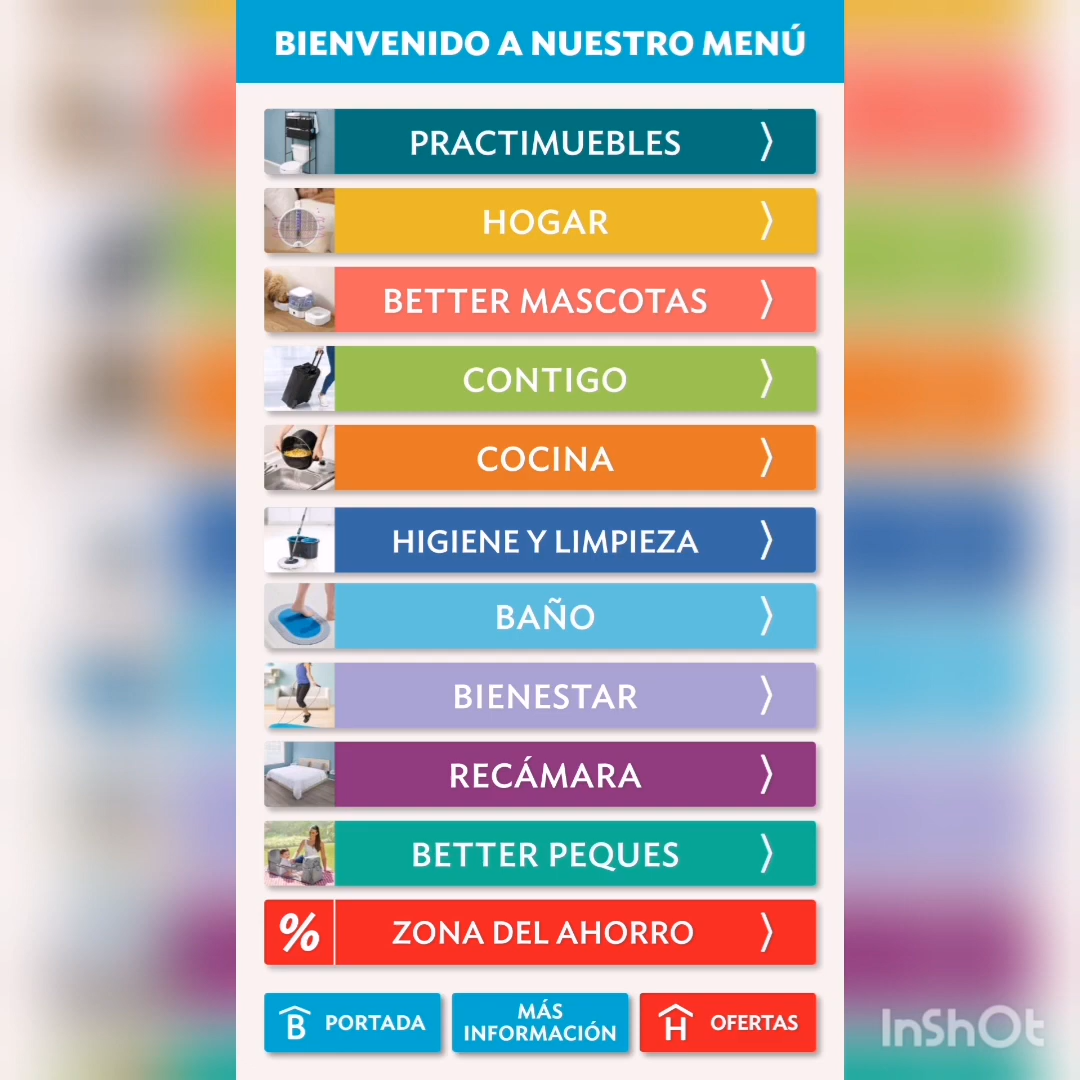 BIENVENIDO A NUESTRO MENÚ
PRACTIMUEBLES
HOGAR
BETTER MASCOTAS
CONTIGO
COCINA
HIGIENE Y LIMPIEZA
BAÑO
BIENESTAR
RECÁMARA
BETTER PEQUES
% ZONA DEL AHORRO
B PORTADA
MÁS
INFORMACIÓN
H OFERTAS
InShOt